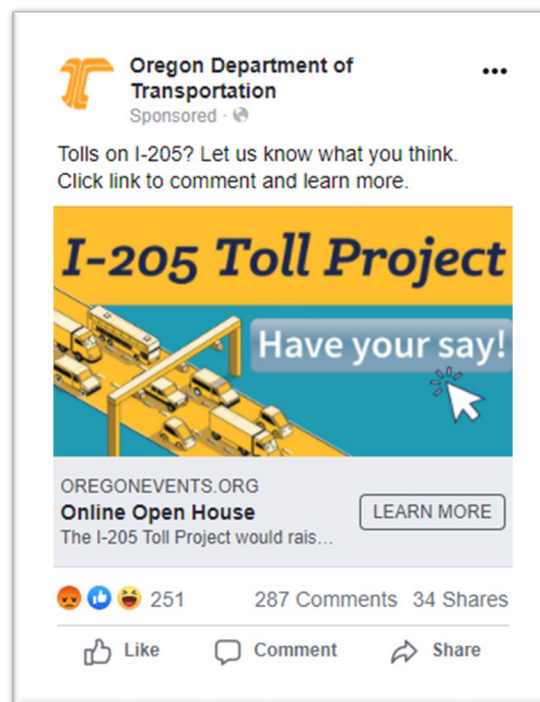 Oregon Department of
Transportation
Sponsored ·
Tolls on I-205? Let us know what you think.
Click link to comment and learn more.
I-205 Toll Project
Have your say!
OREGONEVENTS.ORG
Online Open House
The I-205 Toll Project would rais...
LEARN MORE
251 287 Comments 34 Shares
Like Comment Share